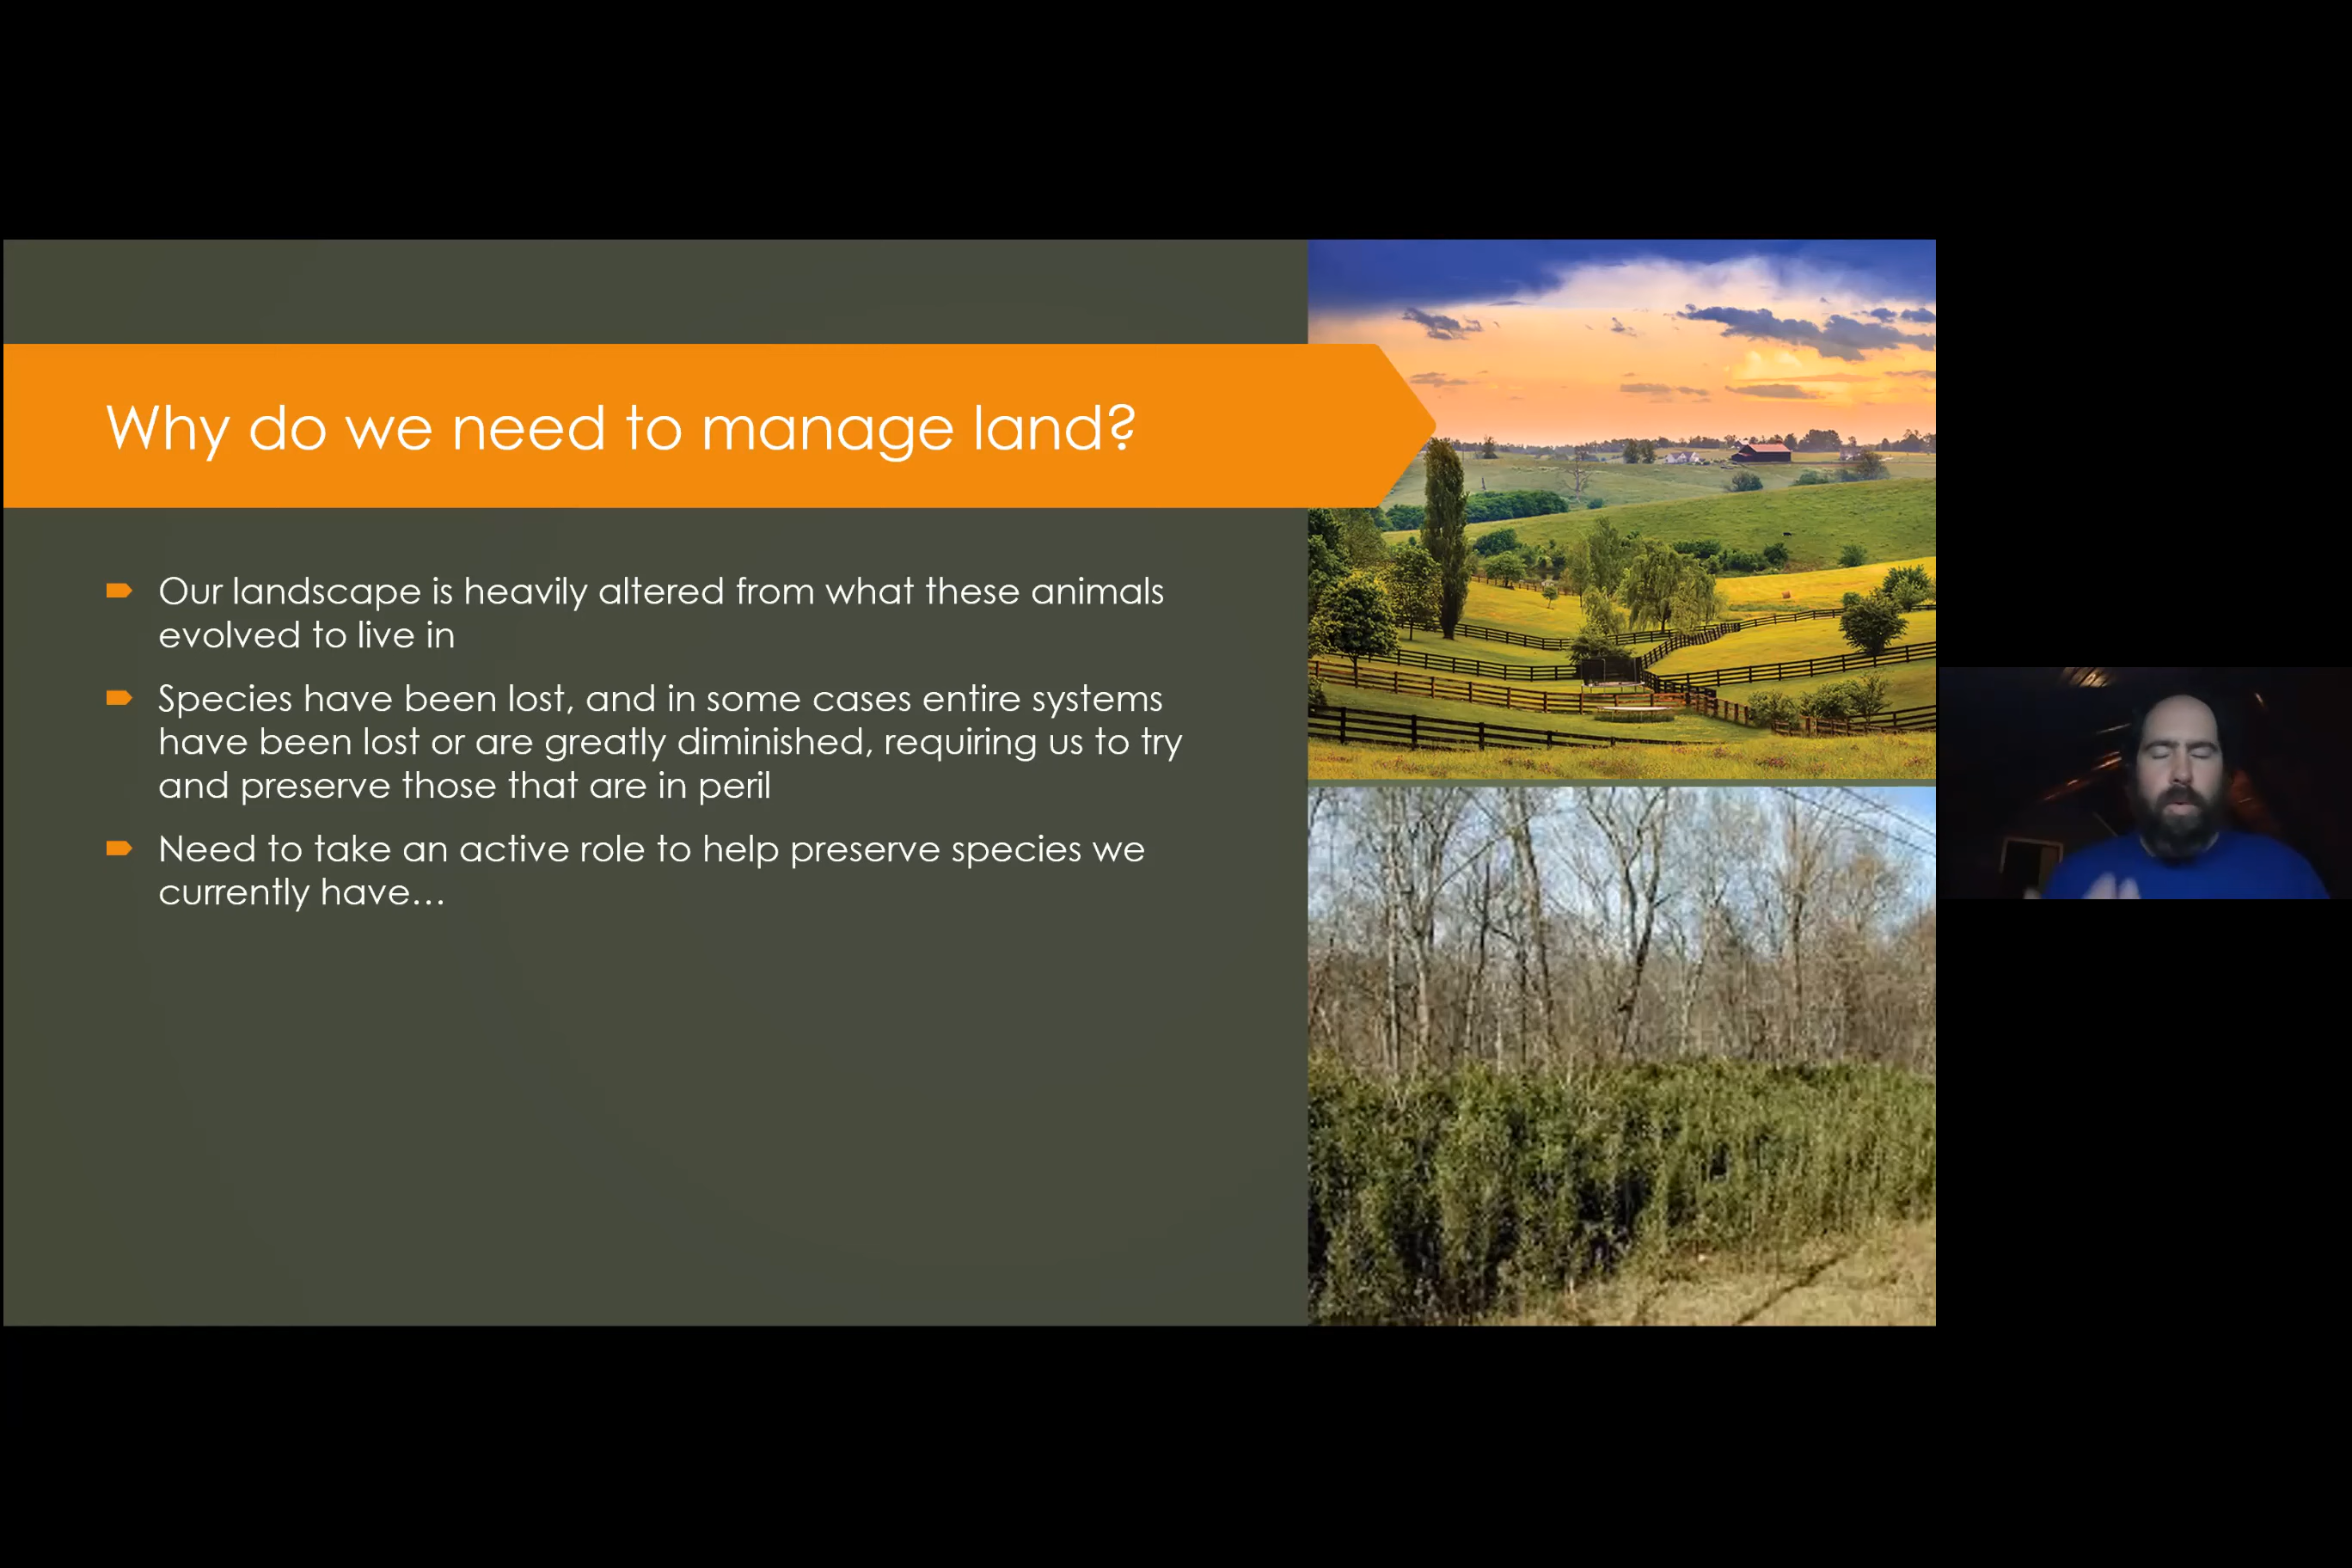 Why do we need to manage land?
Our landscape is heavily altered from what these animals
evolved to live in
Species have been lost, and in some cases entire systems
have been lost or are greatly diminished, requiring us to try
and preserve those that are in peril
Need to take an active role to help preserve species we
currently have…